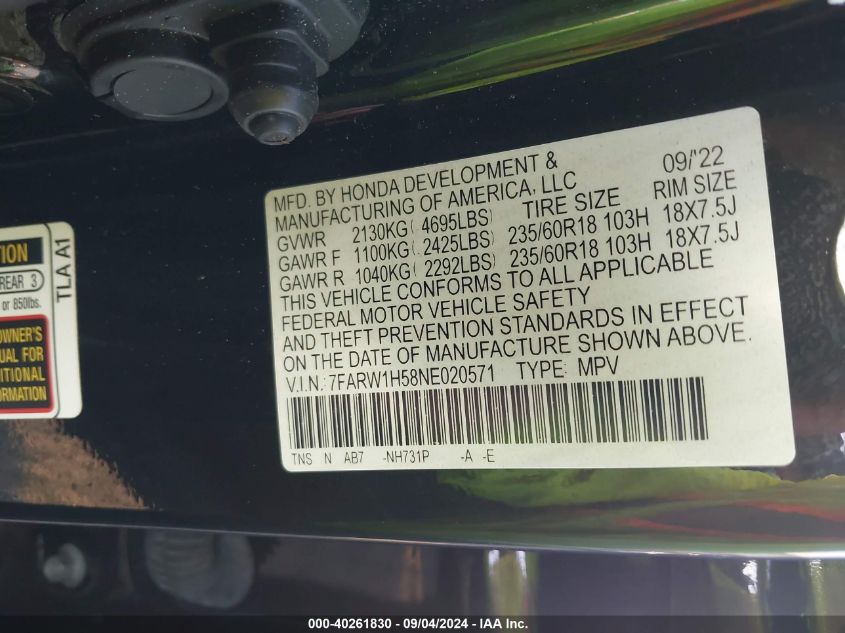 MFD. BY HONDA DEVELOPMENT & 09/'22
MANUFACTURING OF AMERICA, LLC
TIRE SIZE RIM SIZE
GVWR 2130KG( 4695LBS)
GAWR F 1100KG( 2425LBS) 235/60R18 103H 18X7.5J
GAWR R 1040KG( 2292LBS) 235/60R18 103H 18X7.5J
THIS VEHICLE CONFORMS TO ALL APPLICABLE
FEDERAL MOTOR VEHICLE SAFETY
AND THEFT PREVENTION STANDARDS IN EFFECT
ON THE DATE OF MANUFACTURE SHOWN ABOVE.
V.I.N.: 7FARW1H58NE020571 TYPE: MPV
TNS N AB7 -NH731P -A -E
TION
REAR 3
or 850lbs.
OWNER'S
UAL FOR
ITIONAL
ORMATION
TLA A1
000-40261830 - 09/04/2024 - IAA Inc.